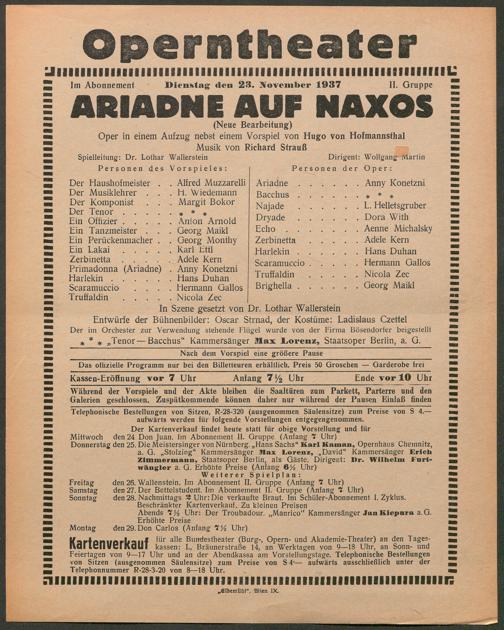 Operntheater
Im Abonnement Dienstag den 23. November 1937 II. Gruppe
ARIADNE AUF NAXOS
(Neue Bearbeitung)
Oper in einem Aufzug nebst einem Vorspiel von Hugo von Hofmannsthal
Musik von Richard Strauß
Spielleitung: Dr. Lothar Wallerstein Dirigent: Wolfgang Martin
Personen des Vorspieles:
Der Haushofmeister . . Alfred Muzzarelli
Der Musiklehrer . . . H. Wiedemann
Der Komponist . . . . Margit Bokor
Der Tenor . . . . . * * *
Ein Offizier . . . . . Anton Arnold
Ein Tanzmeister . . . Georg Maikl
Ein Perückenmacher . . Georg Monthy
Ein Lakai . . . . . Karl Ettl
Zerbinetta . . . . . Adele Kern
Primadonna (Ariadne) . Anny Konetzni
Harlekin . . . . . Hans Duhan
Scaramuccio . . . . Hermann Gallos
Truffaldin . . . . . Nicola Zec
Personen der Oper:
Ariadne . . . . . Anny Konetzni
Bacchus . . . . . * * *
Najade . . . . . L. Helletsgruber
Dryade . . . . . Dora With
Echo . . . . . . Aenne Michalsky
Zerbinetta . . . . Adele Kern
Harlekin . . . . . Hans Duhan
Scaramuccio . . . . Hermann Gallos
Truffaldin . . . . Nicola Zec
Brighella . . . . . Georg Maikl
In Szene gesetzt von Dr. Lothar Wallerstein
Entwürfe der Bühnenbilder: Oscar Strnad, der Kostüme: Ladislaus Czettel
Der im Orchester zur Verwendung stehende Flügel wurde von der Firma Bösendorfer beigestellt
* * * „Tenor—Bacchus" Kammersänger Max Lorenz, Staatsoper Berlin, a. G.
Nach dem Vorspiel eine größere Pause
Das offizielle Programm nur bei den Billetteuren erhältlich. Preis 50 Groschen — Garderobe frei
Kassen-Eröffnung vor 7 Uhr Anfang 7½ Uhr Ende vor 10 Uhr
Während der Vorspiele und der Akte bleiben die Saaltüren zum Parkett, Parterre und den
Galerien geschlossen. Zuspätkommende können daher nur während der Pausen Einlaß finden
Telephonische Bestellungen von Sitzen, R-28-320 (ausgenommen Säulensitze) zum Preise von S 4.—
aufwärts werden für folgende Vorstellungen entgegengenommen.
Der Kartenverkauf findet heute statt für obige Vorstellung und für
Mittwoch den 24. Don Juan. Im Abonnement II. Gruppe (Anfang 7 Uhr)
Donnerstag den 25. Die Meistersinger von Nürnberg. „Hans Sachs" Karl Kaman, Opernhaus Chemnitz,
a. G. „Stolzing" Kammersänger Max Lorenz, „David" Kammersänger Erich
Zimmermann, Staatsoper Berlin, als Gäste. Dirigent: Dr. Wilhelm Furt-
wängler a. G. Erhöhte Preise (Anfang 6½ Uhr)
Weiterer Spielplan:
Freitag den 26. Wallenstein. Im Abonnement II. Gruppe (Anfang 7 Uhr)
Samstag den 27. Der Bettelstudent. Im Abonnement II. Gruppe (Anfang 7 Uhr)
Sonntag den 28. Nachmittags 2 Uhr: Die verkaufte Braut. Im Schüler-Abonnement I. Zyklus.
Beschränkter Kartenverkauf. Zu kleinen Preisen
Abends 7½ Uhr: Der Troubadour. „Manrico" Kammersänger Jan Kiepura a. G.
Erhöhte Preise
Montag den 29. Don Carlos (Anfang 7½ Uhr)
Kartenverkauf für alle Bundestheater (Burg-, Opern- und Akademie-Theater) an den Tages-
kassen: I., Bräunerstraße 14, an Werktagen von 9—18 Uhr, an Sonn- und
Feiertagen von 9—17 Uhr und an der Abendkassa am Vorstellungstage. Telephonische Bestellungen
von Sitzen (ausgenommen Säulensitze) zum Preise von S 4·— aufwärts ausschließlich unter der
Telephonnummer R-28-3-20 von 8—18 Uhr.
„Elbemühl", Wien IX.